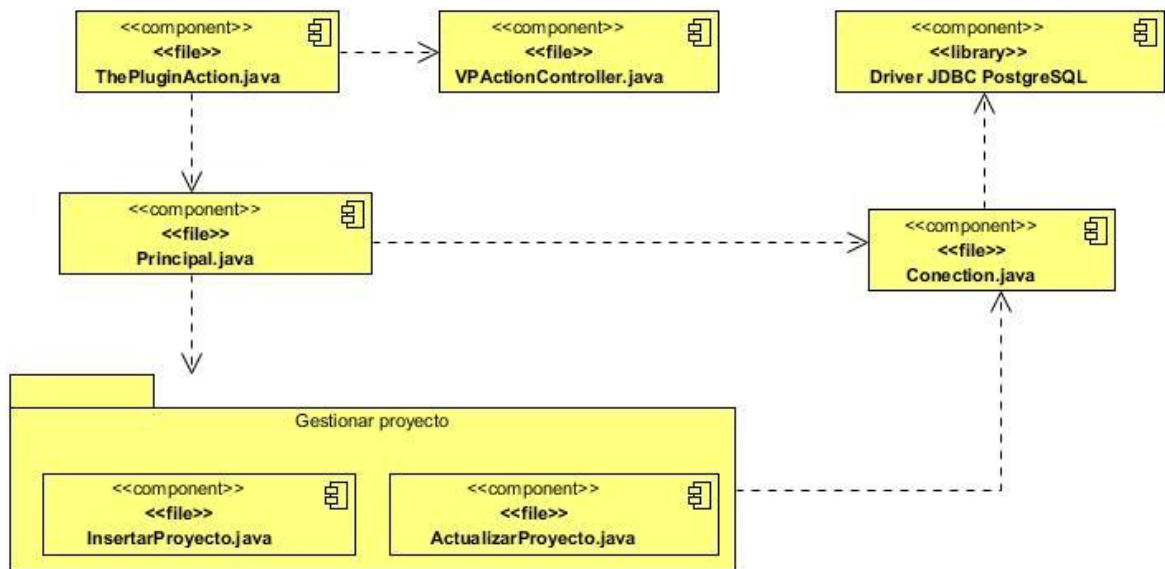 <<component>>
<<file>>
ThePluginAction.java
<<component>>
<<file>>
VPActionController.java
<<component>>
<<library>>
Driver JDBC PostgreSQL
<<component>>
<<file>>
Principal.java
<<component>>
<<file>>
Conection.java
Gestionar proyecto
<<component>>
<<file>>
InsertarProyecto.java
<<component>>
<<file>>
ActualizarProyecto.java